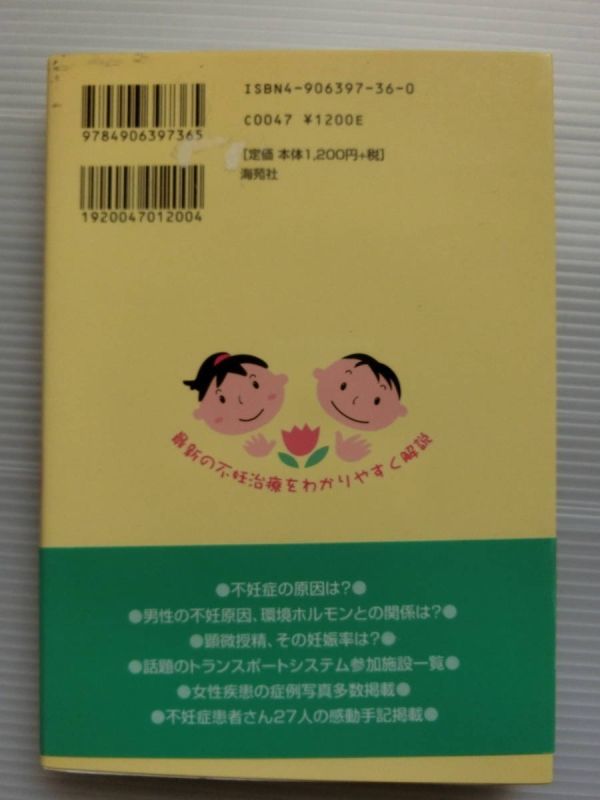 ISBN4-906397-36-0
9784906397365
C0047 ¥1200E
[定価 本体1,200円+税]
海苑社
1920047012004
最新の不妊治療をわかりやすく解説
●不妊症の原因は?●
●男性の不妊原因、環境ホルモンとの関係は?●
●顕微授精、その妊娠率は?●
●話題のトランスポートシステム参加施設一覧●
●女性疾患の症例写真多数掲載●
●不妊症患者さん27人の感動手記掲載●